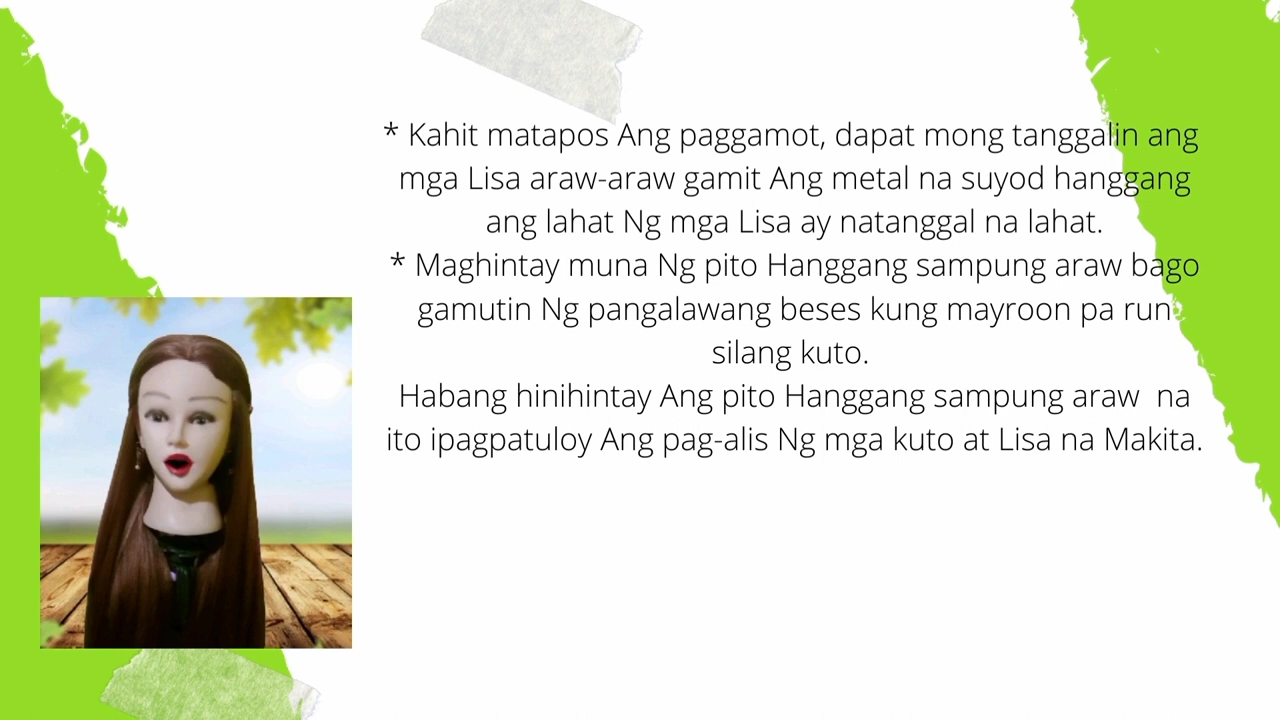 * Kahit matapos Ang paggamot, dapat mong tanggalin ang
mga Lisa araw-araw gamit Ang metal na suyod hanggang
ang lahat Ng mga Lisa ay natanggal na lahat.
* Maghintay muna Ng pito Hanggang sampung araw bago
gamutin Ng pangalawang beses kung mayroon pa run
silang kuto.
Habang hinihintay Ang pito Hanggang sampung araw  na
ito ipagpatuloy Ang pag-alis Ng mga kuto at Lisa na Makita.